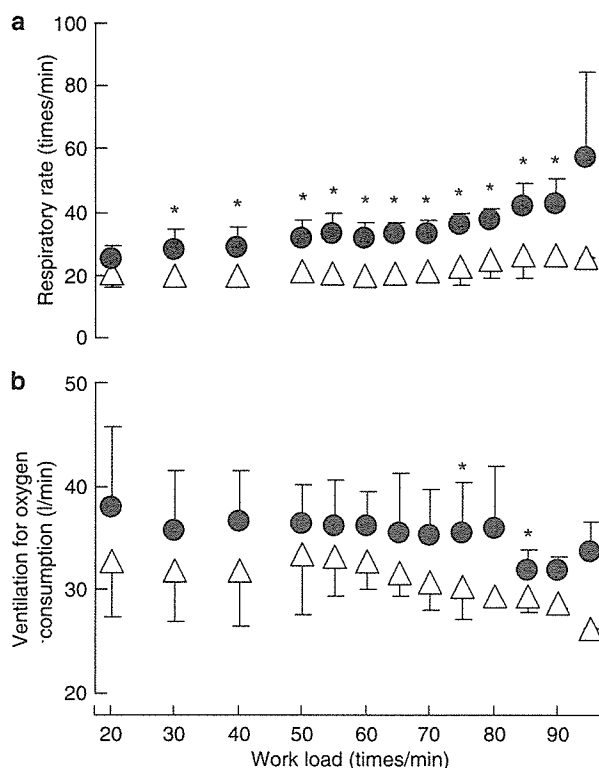 a
Respiratory rate (times/min)
100
80
60
40
20
0
* * * * * * * * * * *
b
Ventilation for oxygen
consumption (l/min)
50
40
30
20
* *
20 30 40 50 60 70 80 90
Work load (times/min)